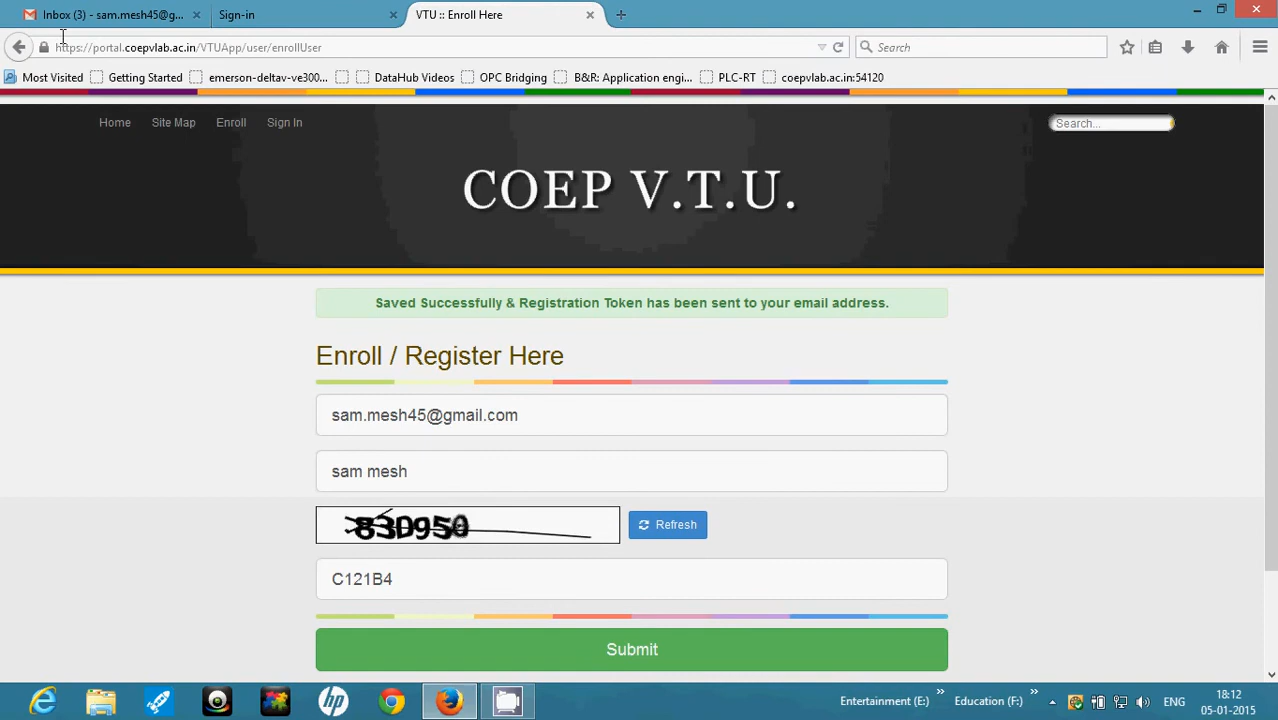 Inbox (3) - sam.mesh45@g...
Sign-in
VTU :: Enroll Here
https://portal.coepvlab.ac.in/VTUApp/user/enrollUser
Search
Most Visited
Getting Started
emerson-deltav-ve300...
DataHub Videos
OPC Bridging
B&R: Application engi...
PLC-RT
coepvlab.ac.in:54120
Home
Site Map
Enroll
Sign In
Search...
COEP V.T.U.
Saved Successfully & Registration Token has been sent to your email address.
Enroll / Register Here
sam.mesh45@gmail.com
sam mesh
83D950
Refresh
C121B4
Submit
Entertainment (E:)
Education (F:)
ENG
18:12
05-01-2015